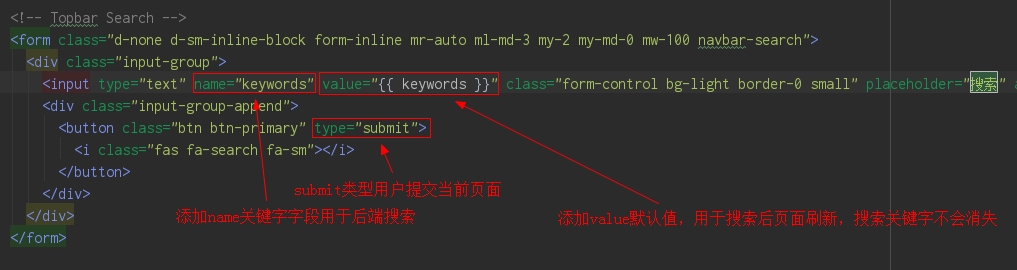 <!-- Topbar Search -->
<form class="d-none d-sm-inline-block form-inline mr-auto ml-md-3 my-2 my-md-0 mw-100 navbar-search">
<div class="input-group">
<input type="text" name="keywords" value="{{ keywords }}" class="form-control bg-light border-0 small" placeholder="搜索" a
<div class="input-group-append">
<button class="btn btn-primary" type="submit">
<i class="fas fa-search fa-sm"></i>
</button>
submit类型用户提交当前页面
</div>
添加name关键字字段用于后端搜索
添加value默认值，用于搜索后页面刷新，搜索关键字不会消失
</div>
</form>